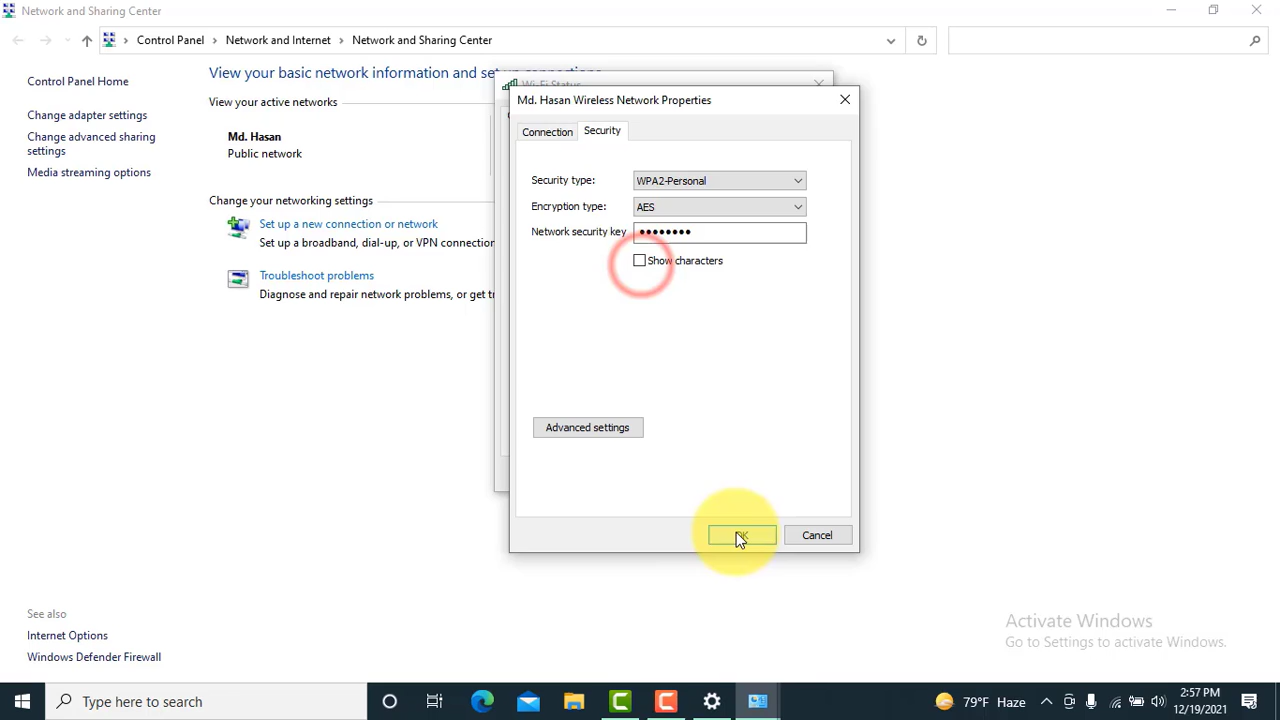 Network and Sharing Center
Control Panel > Network and Internet > Network and Sharing Center
Control Panel Home
Change adapter settings
Change advanced sharing
settings
Media streaming options
View your basic network information and set up connections
View your active networks
Md. Hasan
Public network
Change your networking settings
Set up a new connection or network
Set up a broadband, dial-up, or VPN connection
Troubleshoot problems
Diagnose and repair network problems, or get
Wi-Fi Status
Md. Hasan Wireless Network Properties
Connection
Security
Security type:
WPA2-Personal
Encryption type:
AES
Network security key
••••••••
Show characters
Advanced settings
OK
Cancel
See also
Internet Options
Windows Defender Firewall
Activate Windows
Go to Settings to activate Windows.
Type here to search
79°F Haze
2:57 PM
12/19/2021